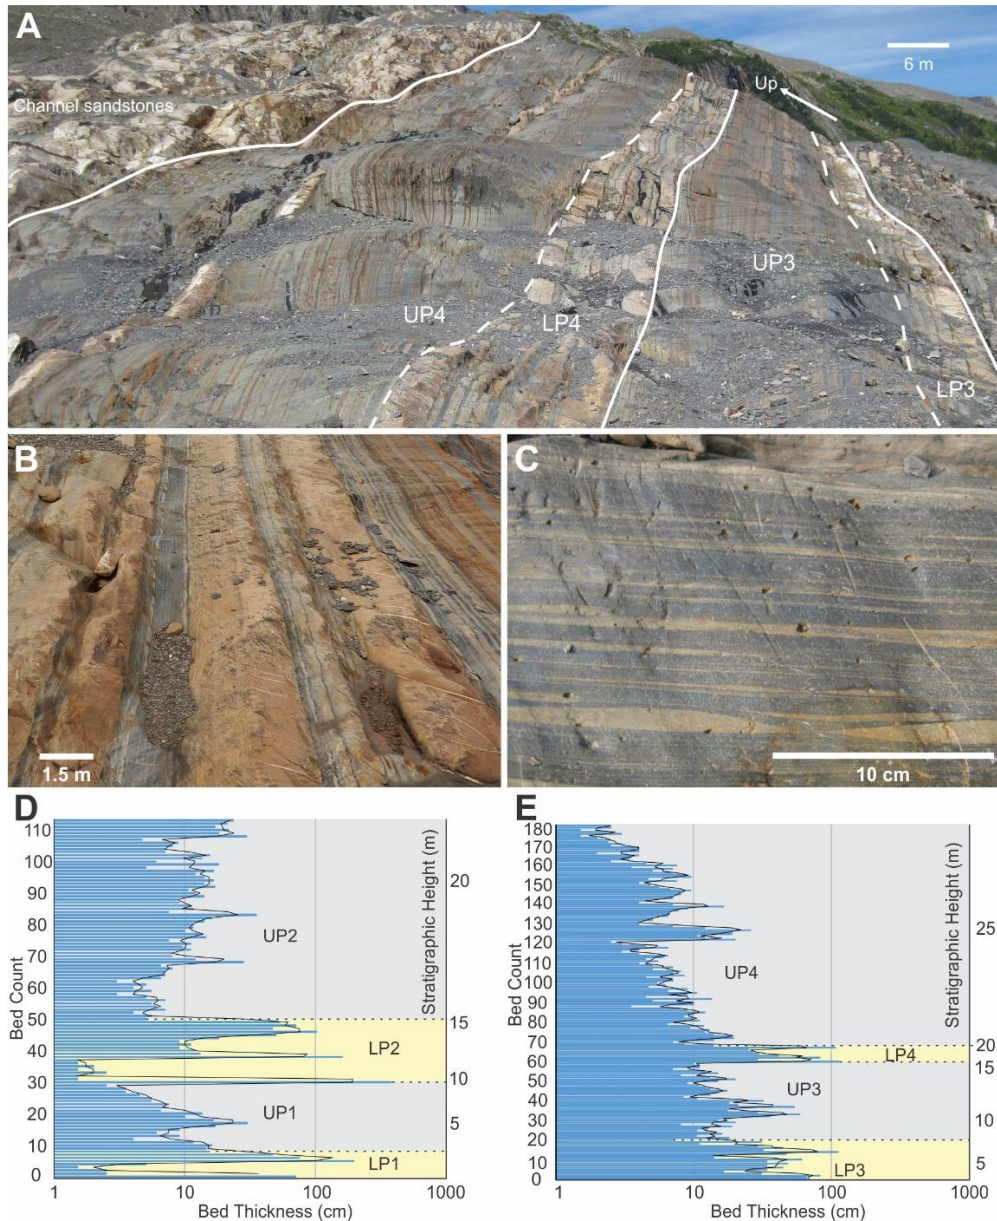 A
6 m
Up
Channel sandstones
UP3
UP4
LP4
LP3
B
1.5 m
C
10 cm
D
110
100
90
80
70
60
50
40
30
20
10
0
Bed Count
UP2
LP2
UP1
LP1
20
15
10
5
Stratigraphic Height (m)
1
10
100
1000
Bed Thickness (cm)
E
180
170
160
150
140
130
120
110
100
90
80
70
60
50
40
30
20
10
0
Bed Count
UP4
LP4
UP3
LP3
25
20
15
10
5
Stratigraphic Height (m)
1
10
100
1000
Bed Thickness (cm)